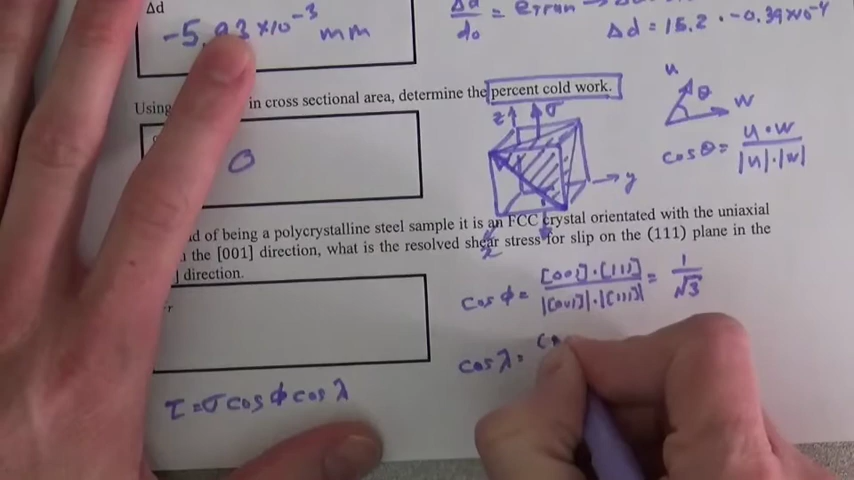 Δd
Δd/d₀ = eTran
-5.93 ×10⁻³ mm
Δd = 15.2 · -0.39×10⁻⁴
Using in cross sectional area, determine the percent cold work.
u
θ
w
z
σ
y
cosθ = u·w/|u|·|w|
0
d of being a polycrystalline steel sample it is an FCC crystal orientated with the uniaxial
the [001] direction, what is the resolved shear stress for slip on the (111) plane in the
] direction.
cos ϕ = [001]·[111]/|[001]|·|[111]| = 1/√3
cos λ =
τ = σ cos ϕ cos λ